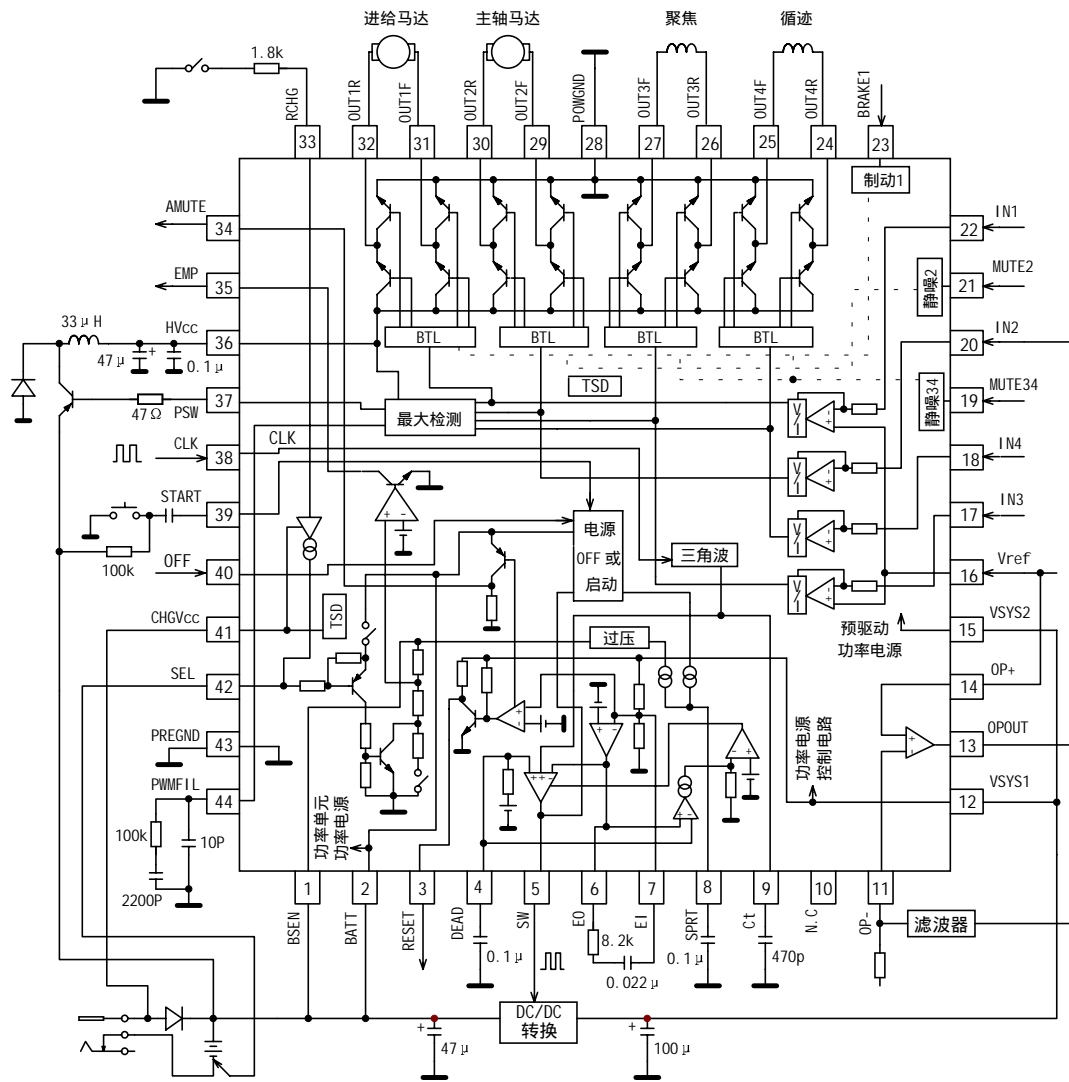 进给马达
主轴马达
聚焦
循迹
1.8k
RCHG
OUT1R
OUT1F
OUT2R
OUT2F
POWGND
OUT3F
OUT3R
OUT4F
OUT4R
BRAKE1
33
32
31
30
29
28
27
26
25
24
23
制动1
AMUTE
34
22
IN1
EMP
35
静噪2
21
MUTE2
33μH
HVcc
36
BTL
BTL
BTL
BTL
20
IN2
47μ
+
0.1μ
TSD
静噪34
19
MUTE34
47Ω
PSW
37
最大检测
V/I
- +
CLK
38
CLK
18
IN4
V/I
- +
START
39
+ -
电源
OFF 或
启动
17
IN3
V/I
- +
100k
OFF
40
三角波
16
Vref
V/I
- +
CHGVcc
41
TSD
过压
预驱动
功率电源
15
VSYS2
SEL
42
14
OP+
PREGND
43
+
-
+
-
- +
功率电源
控制电路
+
-
13
OPOUT
PWMFIL
44
+ + -
+ -
12
VSYS1
100k
10P
2200P
功率单元
功率电源
1
2
3
4
5
6
7
8
9
10
11
BSEN
BATT
RESET
DEAD
SW
EO
EI
SPRT
Ct
N.C
OP-
滤波器
0.1μ
8.2k
0.022μ
0.1μ
470p
DC/DC
转换
+
47μ
+
100μ